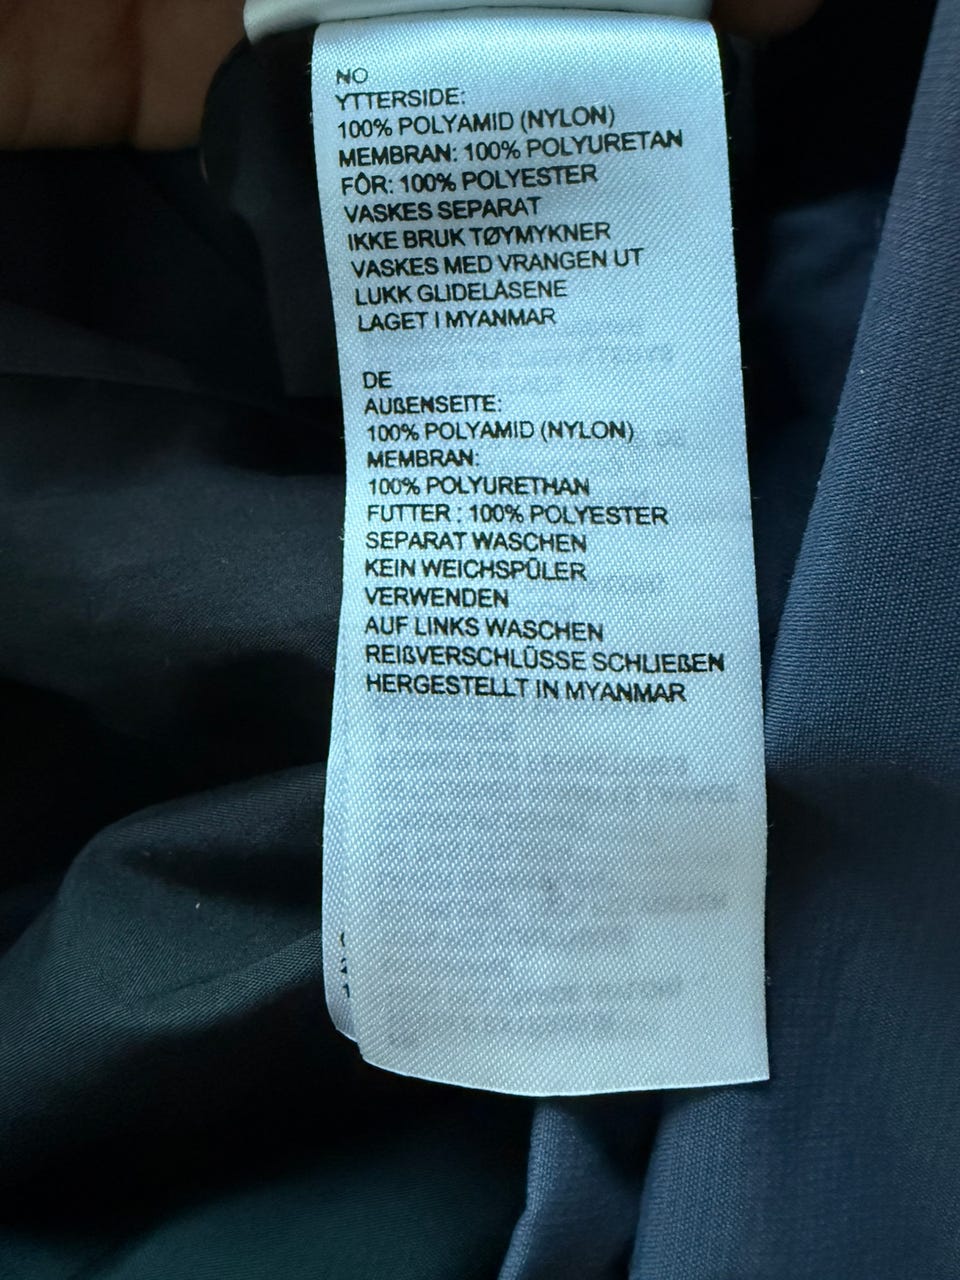 NO
YTTERSIDE:
100% POLYAMID (NYLON)
MEMBRAN: 100% POLYURETAN
FÔR: 100% POLYESTER
VASKES SEPARAT
IKKE BRUK TØYMYKNER
VASKES MED VRANGEN UT
LUKK GLIDELÅSENE
LAGET I MYANMAR
DE
AUßENSEITE:
100% POLYAMID (NYLON)
MEMBRAN:
100% POLYURETHAN
FUTTER : 100% POLYESTER
SEPARAT WASCHEN
KEIN WEICHSPÜLER
VERWENDEN
AUF LINKS WASCHEN
REIßVERSCHLÜSSE SCHLIEßEN
HERGESTELLT IN MYANMAR